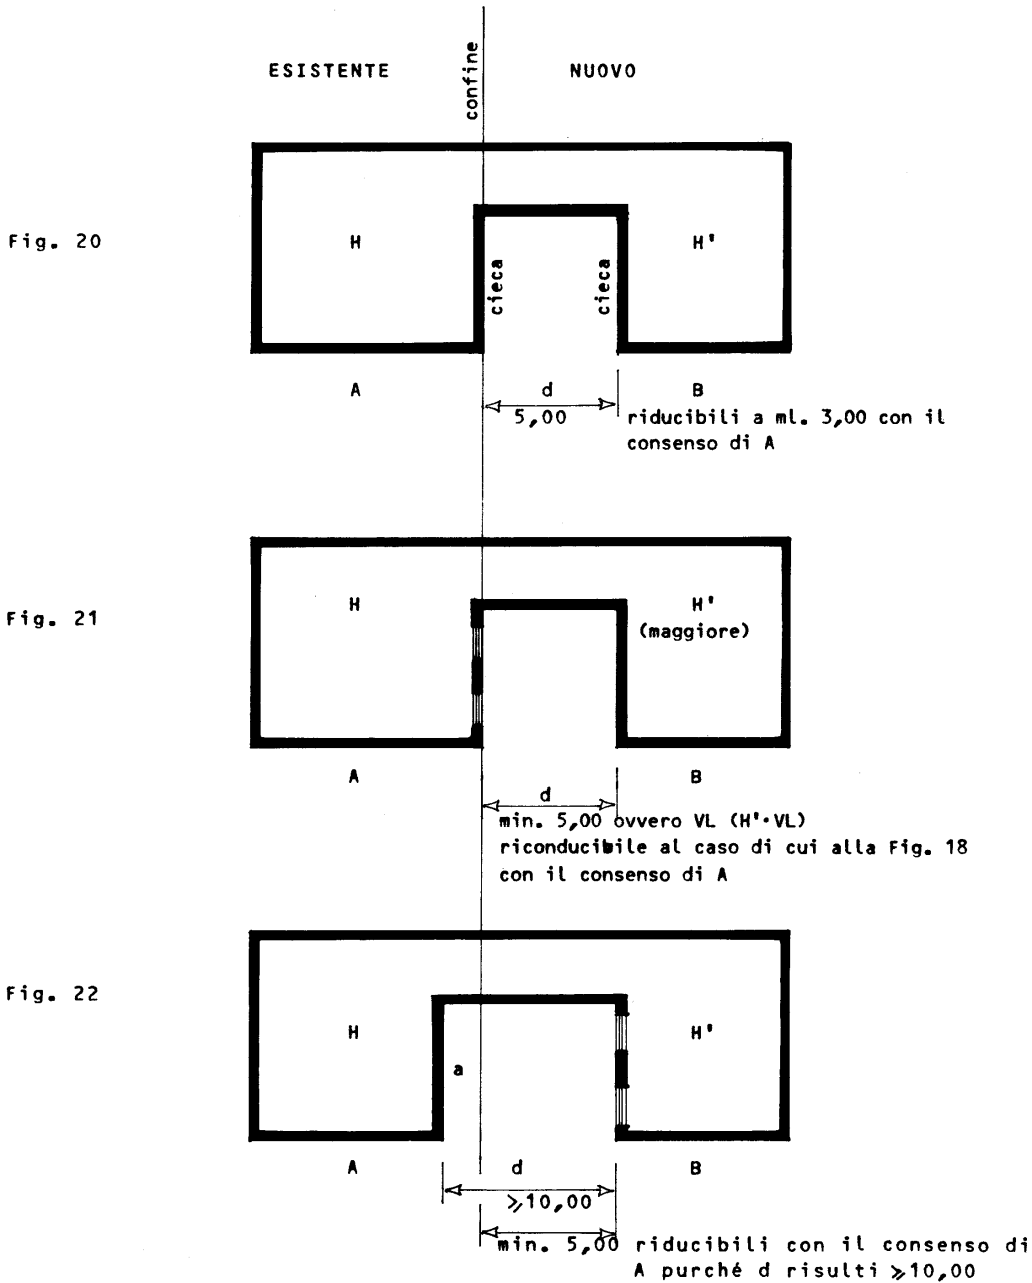 ESISTENTE
confine
NUOVO
Fig. 20
H
cieca
cieca
H'
A
d
B
5,00
riducibili a ml. 3,00 con il
consenso di A
Fig. 21
H
H'
(maggiore)
A
B
d
min. 5,00 ovvero VL (H'·VL)
riconducibile al caso di cui alla Fig. 18
con il consenso di A
Fig. 22
H
H'
a
A
d
B
⩾10,00
min. 5,00 riducibili con il consenso di
A purché d risulti ⩾10,00